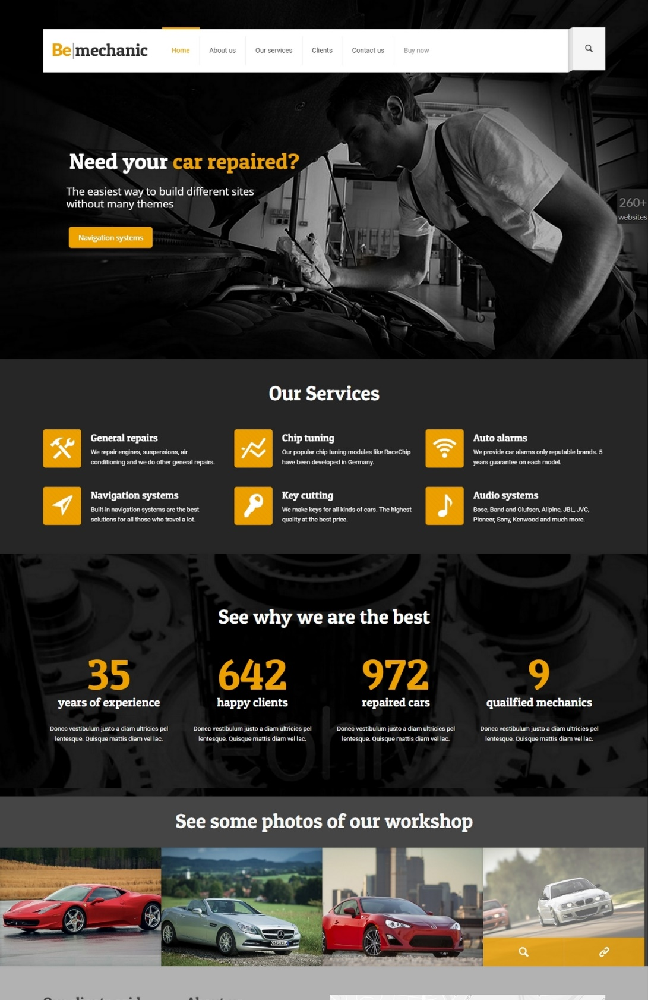 Be mechanic
Home
About us
Our services
Clients
Contact us
Buy now
Need your car repaired?
The easiest way to build different sites
without many themes
Navigation systems
260+
websites
Our Services
General repairs
We repair engines, suspensions, air
conditioning and we do other general repairs.
Chip tuning
Our popular chip tuning modules like RaceChip
have been developed in Germany.
Auto alarms
We provide car alarms only reputable brands. 5
years guarantee on each model.
Navigation systems
Built-in navigation systems are the best
solutions for all those who travel a lot.
Key cutting
We make keys for all kinds of cars. The highest
quality at the best price.
Audio systems
Bose, Band and Olufsen, Alipine, JBL, JVC,
Pioneer, Sony, Kenwood and much more.
See why we are the best
35
years of experience
Donec vestibulum justo a diam ultricies pel
lentesque. Quisque mattis diam vel lac.
642
happy clients
Donec vestibulum justo a diam ultricies pel
lentesque. Quisque mattis diam vel lac.
972
repaired cars
Donec vestibulum justo a diam ultricies pel
lentesque. Quisque mattis diam vel lac.
9
quailfied mechanics
Donec vestibulum justo a diam ultricies pel
lentesque. Quisque mattis diam vel lac.
See some photos of our workshop